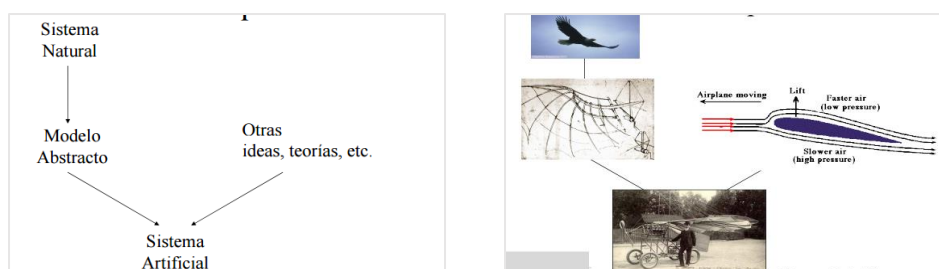 Sistema
Natural
Modelo
Abstracto
Otras
ideas, teorías, etc.
Sistema
Artificial
Airplane moving
Lift
Faster air
(low pressure)
Slower air
(high pressure)